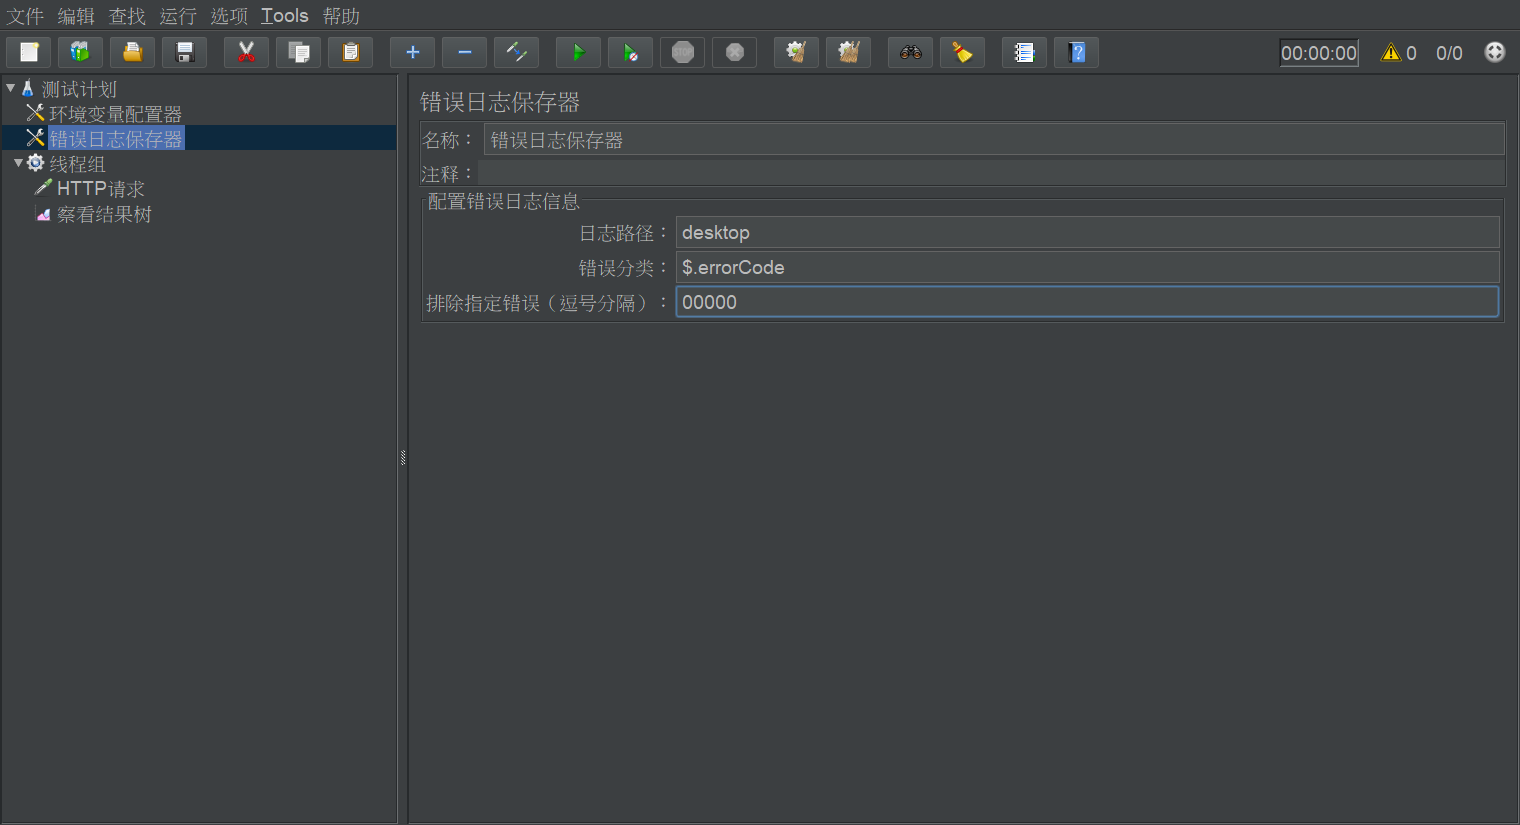 文件 编辑 查找 运行 选项 Tools 帮助
STOP
00:00:00 0 0/0
测试计划
环境变量配置器
错误日志保存器
线程组
HTTP请求
察看结果树
错误日志保存器
名称： 错误日志保存器
注释：
配置错误日志信息
日志路径： desktop
错误分类： $.errorCode
排除指定错误（逗号分隔）： 00000